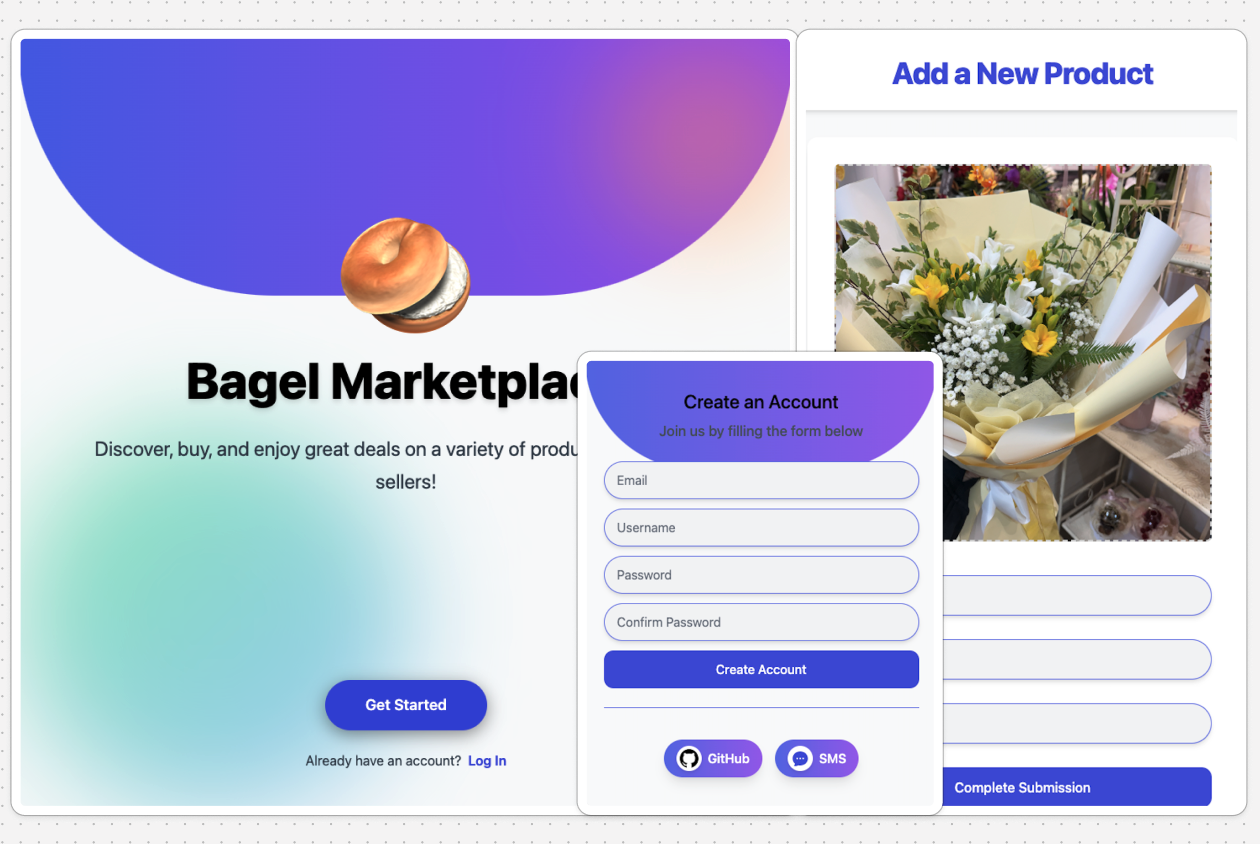 Bagel Marketplac
Discover, buy, and enjoy great deals on a variety of produ
sellers!
Get Started
Already have an account? Log In
Create an Account
Join us by filling the form below
Email
Username
Password
Confirm Password
Create Account
GitHub
SMS
Add a New Product
Complete Submission